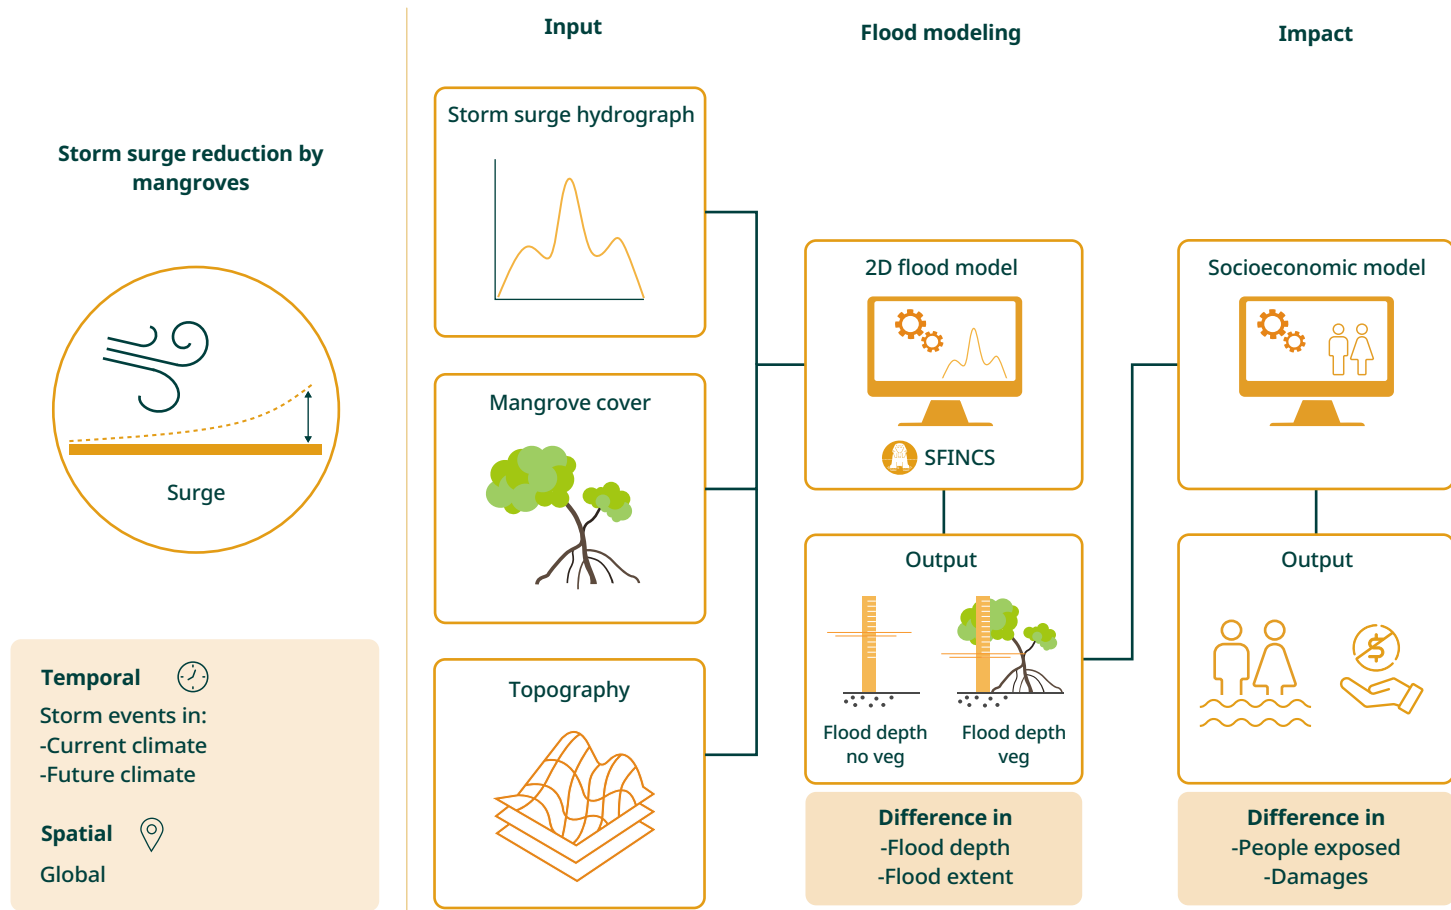 Storm surge reduction by
mangroves
Surge
Temporal
Storm events in:
-Current climate
-Future climate
Spatial
Global
Input
Storm surge hydrograph
Mangrove cover
Topography
Flood modeling
2D flood model
SFINCS
Output
Flood depth
no veg
Flood depth
veg
Difference in
-Flood depth
-Flood extent
Impact
Socioeconomic model
Output
$
Difference in
-People exposed
-Damages